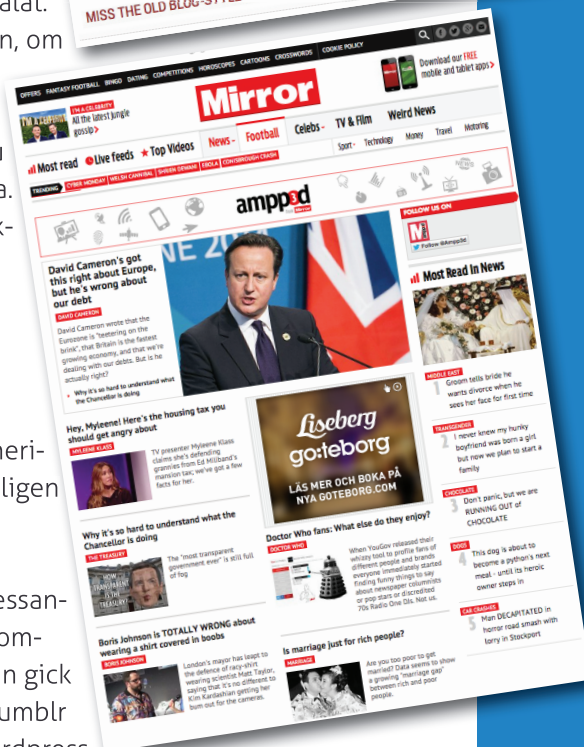 alat.
n, om
a.
k-
neri-
ligen
essan-
om-
n gick
umblr
ordpress
MISS THE OLD BLOG-STYLE
OFFERS FANTASY FOOTBALL BINGO DATING COMPETITIONS HOROSCOPES CARTOONS CROSSWORDS COOKIE POLICY
I'M A CELEBRITY
All the latest jungle
gossip >
Mirror
Download our FREE
mobile and tablet apps >
Most read Live feeds Top Videos News - Football Celebs - TV & Film Weird News
Sport - Technology Money Travel Motoring
TRENDING CYBER MONDAY WELSH CANNIBAL SHRIEN DEWANI EBOLA CONISBROUGH CRASH
ampp3d
Mirror
David Cameron's got
this right about Europe,
but he's wrong about
our debt
DAVID CAMERON
David Cameron wrote that the
Eurozone is "teetering on the
brink", that Britain is the fastest
growing economy, and that we're
dealing with our debts. But is he
actually right?
Why it's so hard to understand what
the Chancellor is doing
NE 20
FOLLOW US ON
M
Follow @Ampp3d
Most Read In News
MIDDLE EAST
1 Groom tells bride he
wants divorce when he
sees her face for first time
TRANSGENDER
2 I never knew my hunky
boyfriend was born a girl
but now we plan to start a
family
CHOCOLATE
3 Don't panic, but we are
RUNNING out of
CHOCOLATE
DOGS
4 This dog is about to
become a python's next
meal - until its heroic
owner steps in
CAR CRASHES
5 Man DECAPITATED in
horror road smash with
lorry in Stockport
Hey, Myleene! Here's the housing tax you
should get angry about
MYLEENE KLASS
TV presenter Myleene Klass
claims she's defending
grannies from Ed Miliband's
mansion tax; we've got a few
facts for her.
Liseberg
go:teborg
LÄS MER OCH BOKA PÅ
NYA GOTEBORG.COM
Why it's so hard to understand what the
Chancellor is doing
THE TREASURY
HOW
TRANSPARENT
IS THE
TREASURY?
The "most transparent
government ever" is still full
of fog
Doctor Who fans: What else do they enjoy?
DOCTOR WHO
When YouGov released their
whizzy tool to profile fans of
different people and brands
everyone immediately started
finding funny things to say
about newspaper columnists
or pop stars or discredited
70s Radio One DJs. Not us.
Boris Johnson is TOTALLY WRONG about
wearing a shirt covered in boobs
BORIS JOHNSON
London's mayor has leapt to
the defence of racy-shirt
wearing scientist Matt Taylor,
saying that it's no different to
Kim Kardashian getting her
bum out for the cameras.
Is marriage just for rich people?
MARRIAGE
Are you too poor to get
married? Data seems to show
a growing "marriage gap"
between rich and poor
people.